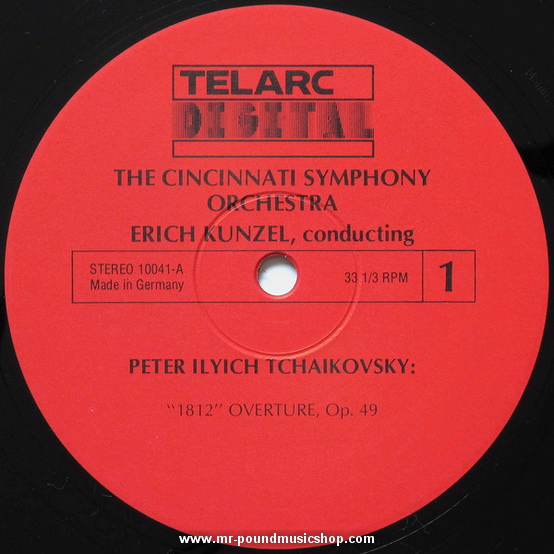 TELARC
DIGITAL
THE CINCINNATI SYMPHONY
ORCHESTRA
ERICH KUNZEL, conducting
STEREO 10041-A
Made in Germany
33 1/3 RPM
1
PETER ILYICH TCHAIKOVSKY:
"1812" OVERTURE, Op. 49
www.mr-poundmusicshop.com